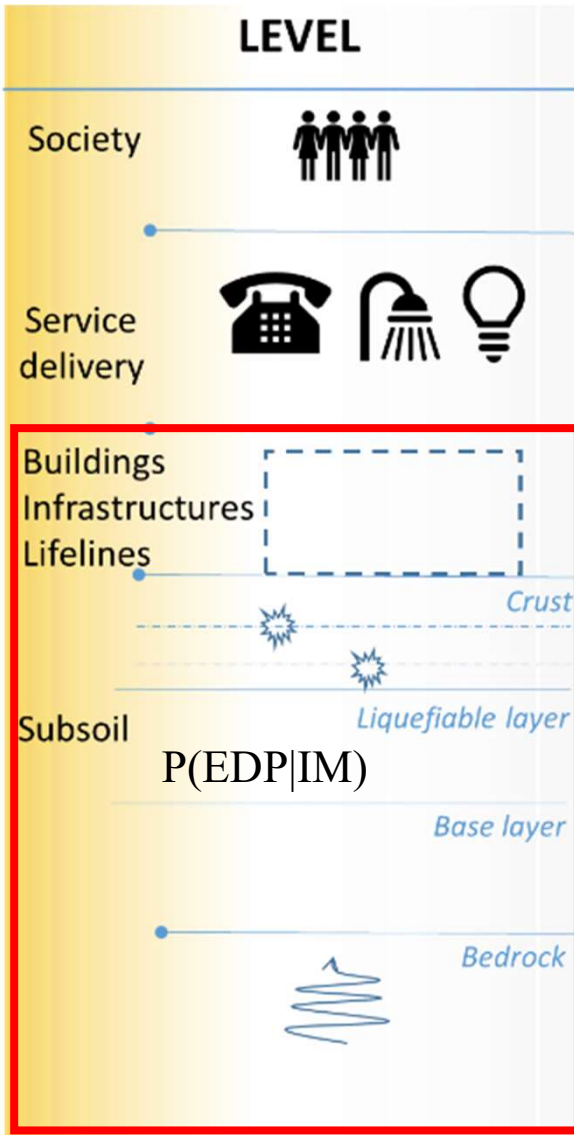 LEVEL
Society
Service
delivery
Buildings
Infrastructures
Lifelines
Crust
Subsoil
Liquefiable layer
P(EDP|IM)
Base layer
Bedrock